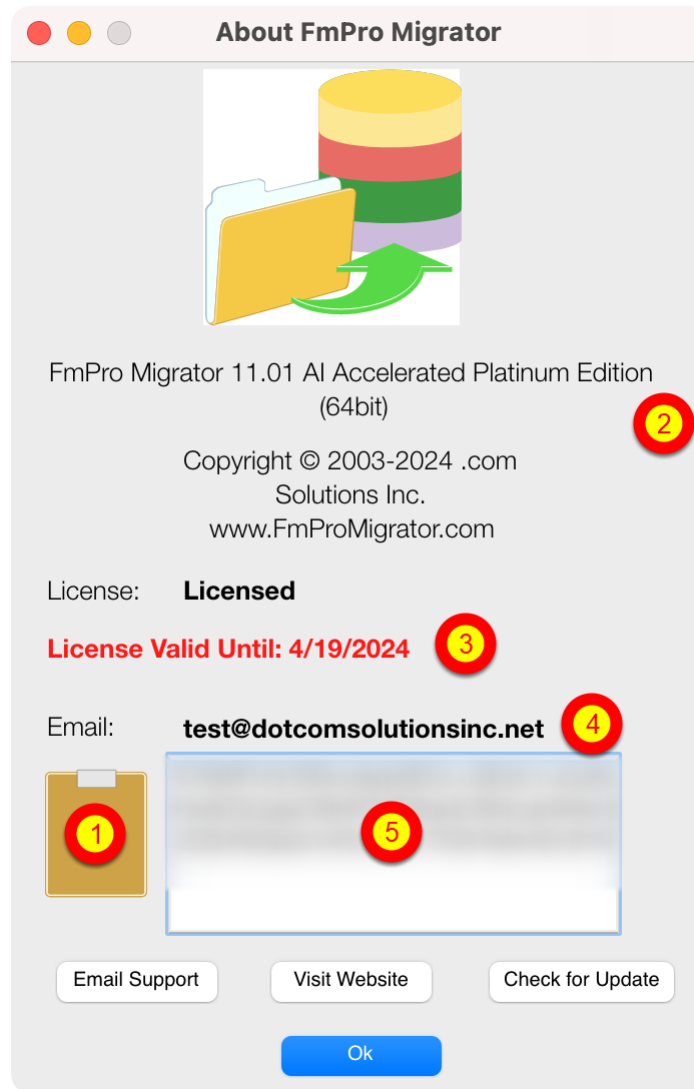 About FmPro Migrator
FmPro Migrator 11.01 AI Accelerated Platinum Edition
(64bit)
2
Copyright © 2003-2024 .com
Solutions Inc.
www.FmProMigrator.com
License: Licensed
License Valid Until: 4/19/2024 3
Email: test@dotcomsolutionsinc.net 4
1 5
Email Support Visit Website Check for Update
Ok